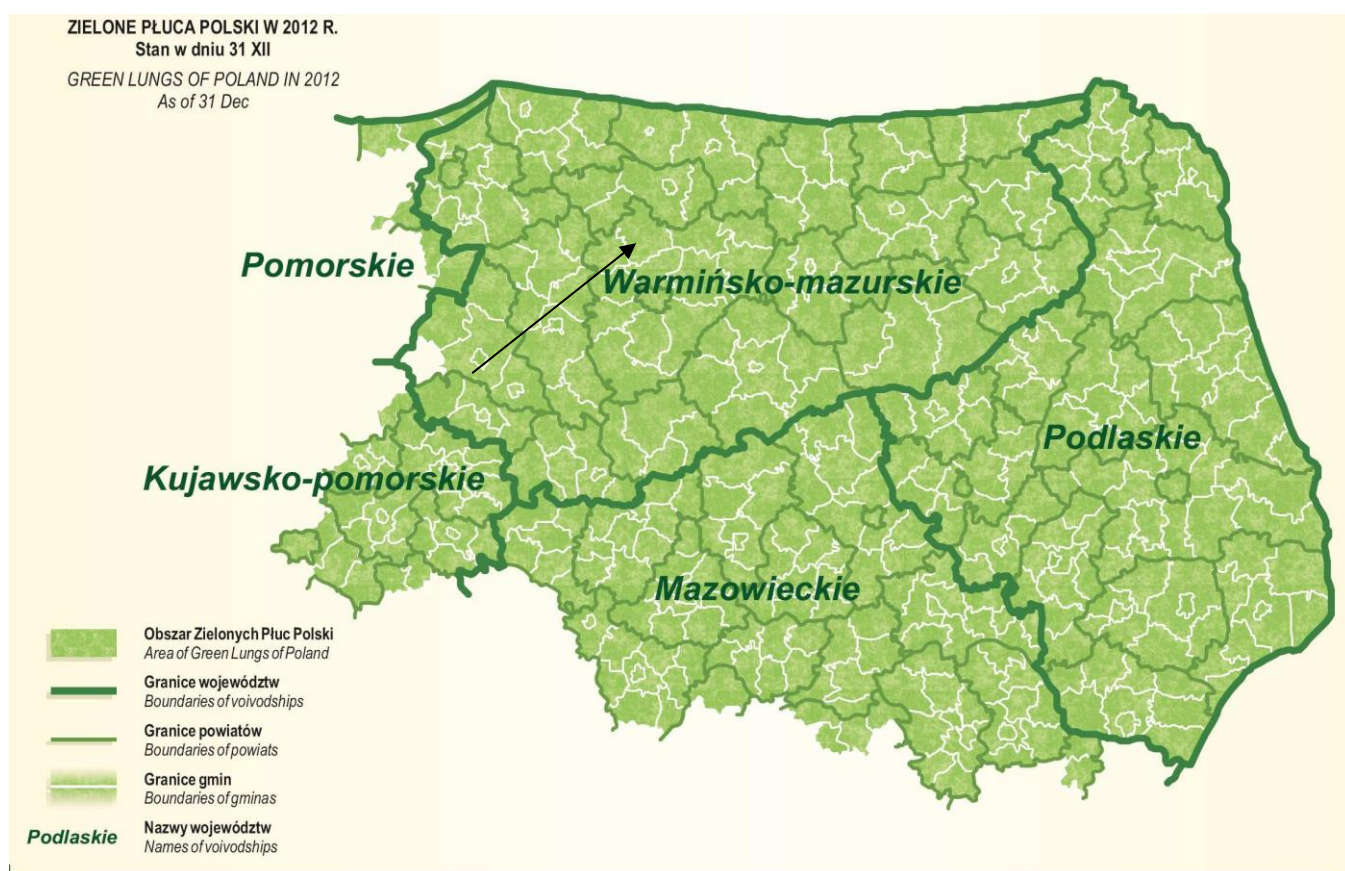 ZIELONE PŁUCA POLSKI W 2012 R.
Stan w dniu 31 XII
GREEN LUNGS OF POLAND IN 2012
As of 31 Dec
Pomorskie
Warmińsko-mazurskie
Podlaskie
Kujawsko-pomorskie
Mazowieckie
Obszar Zielonych Płuc Polski
Area of Green Lungs of Poland
Granice województw
Boundaries of voivodships
Granice powiatów
Boundaries of powiats
Granice gmin
Boundaries of gminas
Podlaskie
Nazwy województw
Names of voivodships